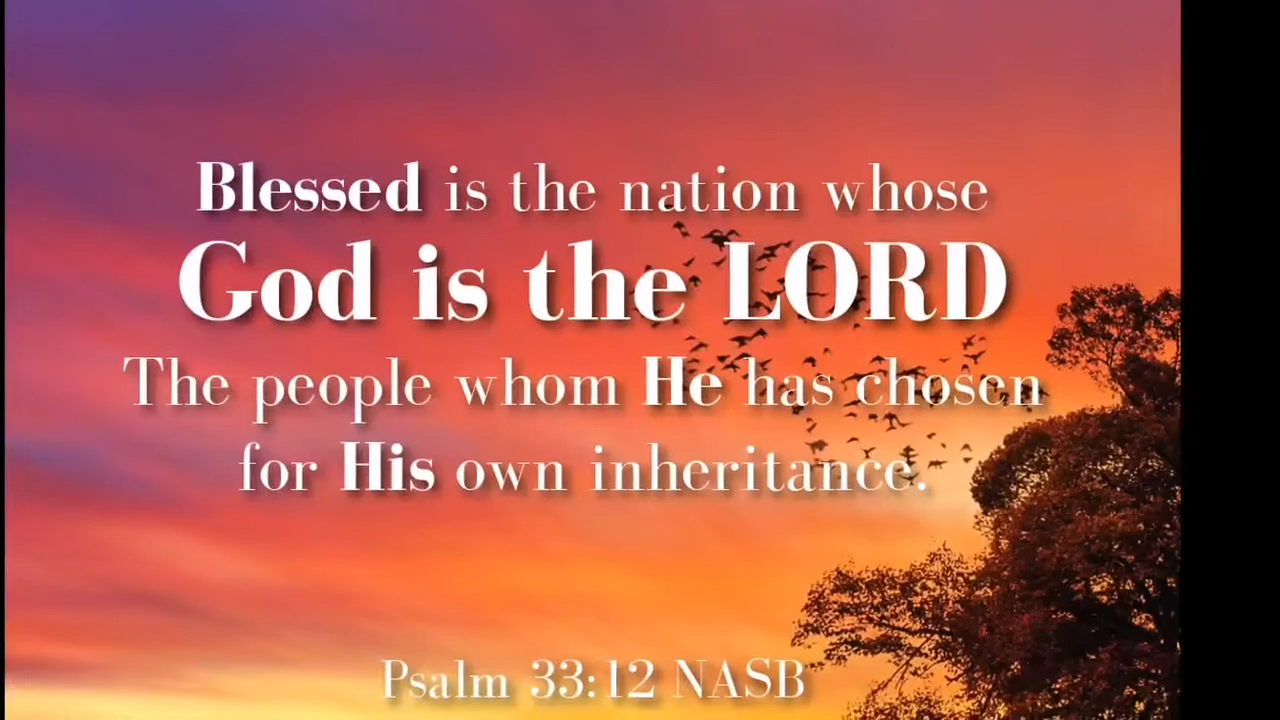 Blessed is the nation whose
God is the LORD
The people whom He has chosen
for His own inheritance.
Psalm 33:12 NASB